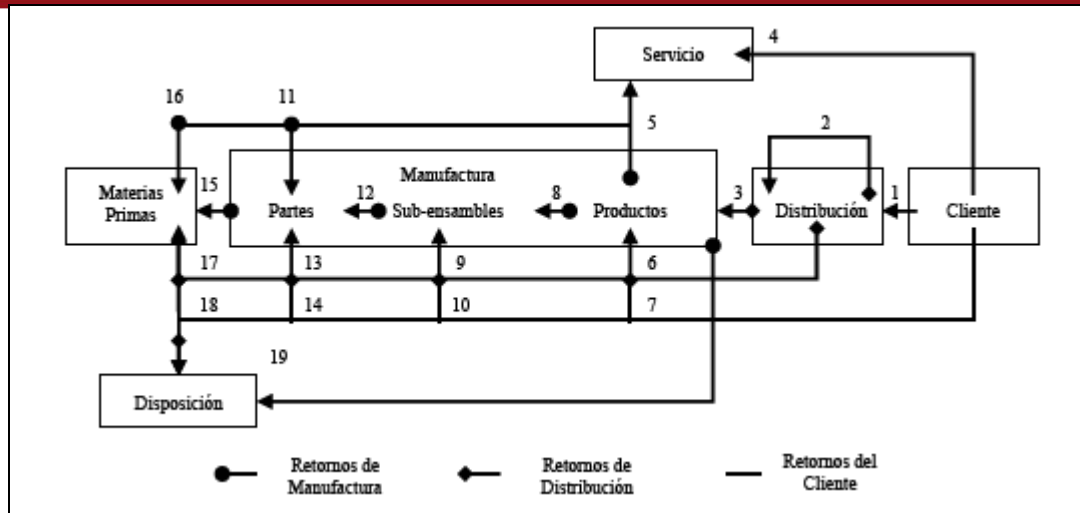 4
Servicio
16
11
5
2
Manufactura
Materias
Primas
15
Partes
12
Sub-ensambles
8
Productos
3
Distribución
1
Cliente
17
13
9
6
18
14
10
7
19
Disposición
Retornos de
Manufactura
Retornos de
Distribución
Retornos del
Cliente